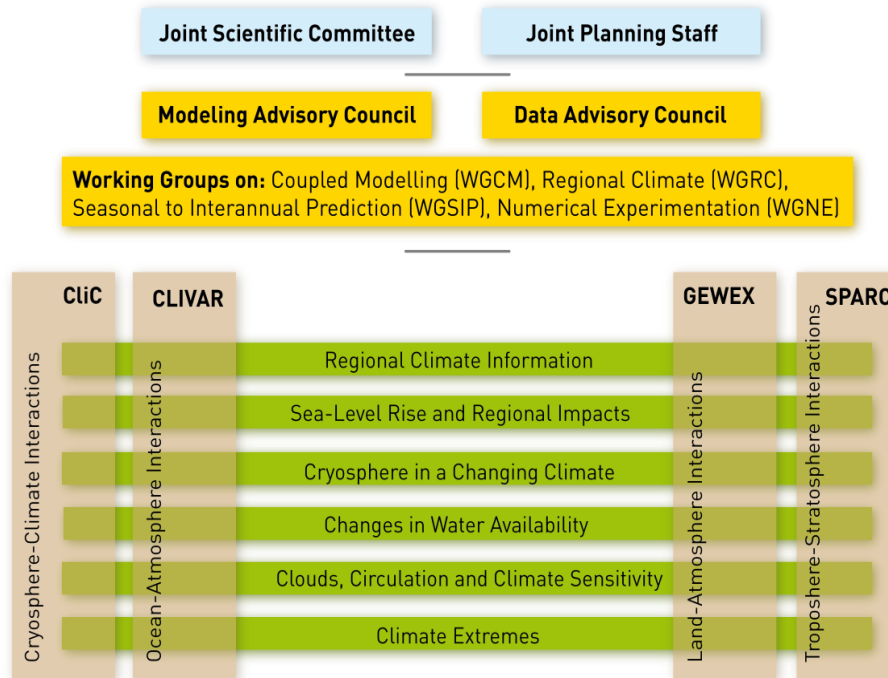 Joint Scientific Committee
Joint Planning Staff
Modeling Advisory Council
Data Advisory Council
Working Groups on: Coupled Modelling (WGCM), Regional Climate (WGRC),
Seasonal to Interannual Prediction (WGSIP), Numerical Experimentation (WGNE)
CliC
CLIVAR
GEWEX
SPARC
Cryosphere-Climate Interactions
Ocean-Atmosphere Interactions
Regional Climate Information
Sea-Level Rise and Regional Impacts
Cryosphere in a Changing Climate
Changes in Water Availability
Clouds, Circulation and Climate Sensitivity
Climate Extremes
Land-Atmosphere Interactions
Troposhere-Stratosphere Interactions